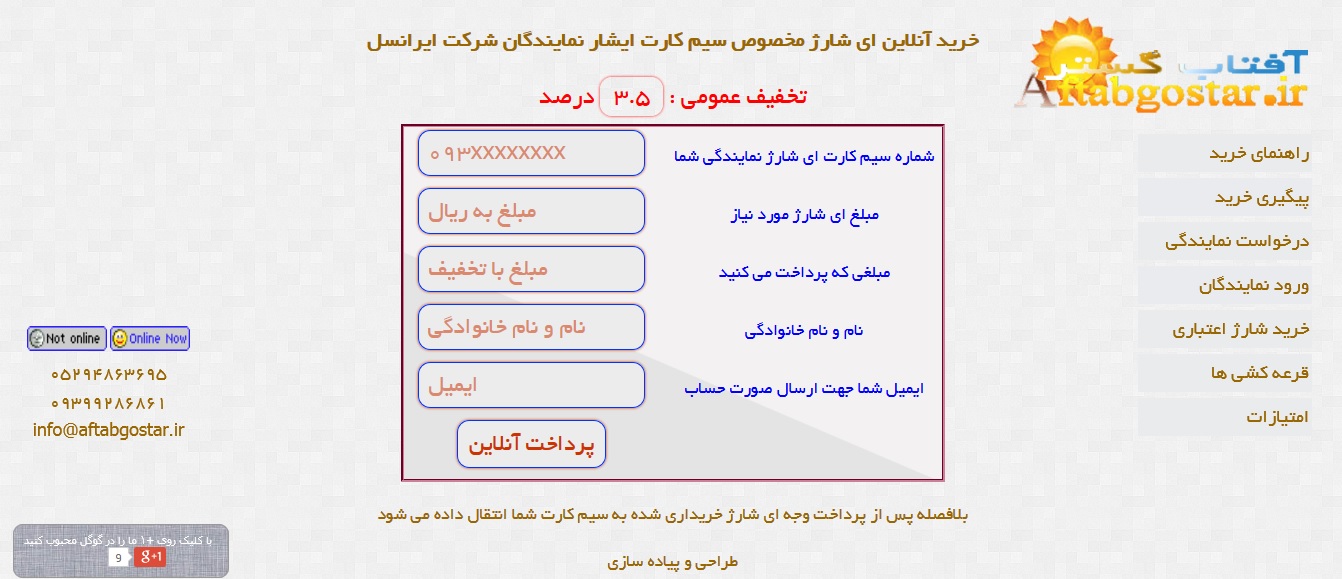 آفتاب گستر
Aftabgostar.ir
خرید آنلاین ای شارژ مخصوص سیم کارت ایشار نمایندگان شرکت ایرانسل
تخفیف عمومی : ۳.۵ درصد
شماره سیم کارت ای شارژ نمایندگی شما
۰۹۳XXXXXXXX
مبلغ ای شارژ مورد نیاز
مبلغ به ریال
مبلغی که پرداخت می کنید
مبلغ با تخفیف
نام و نام خانوادگی
نام و نام خانوادگی
ایمیل شما جهت ارسال صورت حساب
ایمیل
پرداخت آنلاین
بلافصله پس از پرداخت وجه ای شارژ خریداری شده به سیم کارت شما انتقال داده می شود
طراحی و پیاده سازی
راهنمای خرید
پیگیری خرید
درخواست نمایندگی
ورود نمایندگان
خرید شارژ اعتباری
قرعه کشی ها
امتیازات
Not online
Online Now
۰۵۲۹۴۸۶۳۶۹۵
۰۹۳۹۹۲۸۶۸۶۱
info@aftabgostar.ir
با کلیک روی +۱ ما را در گوگل محبوب کنید
9
g+1